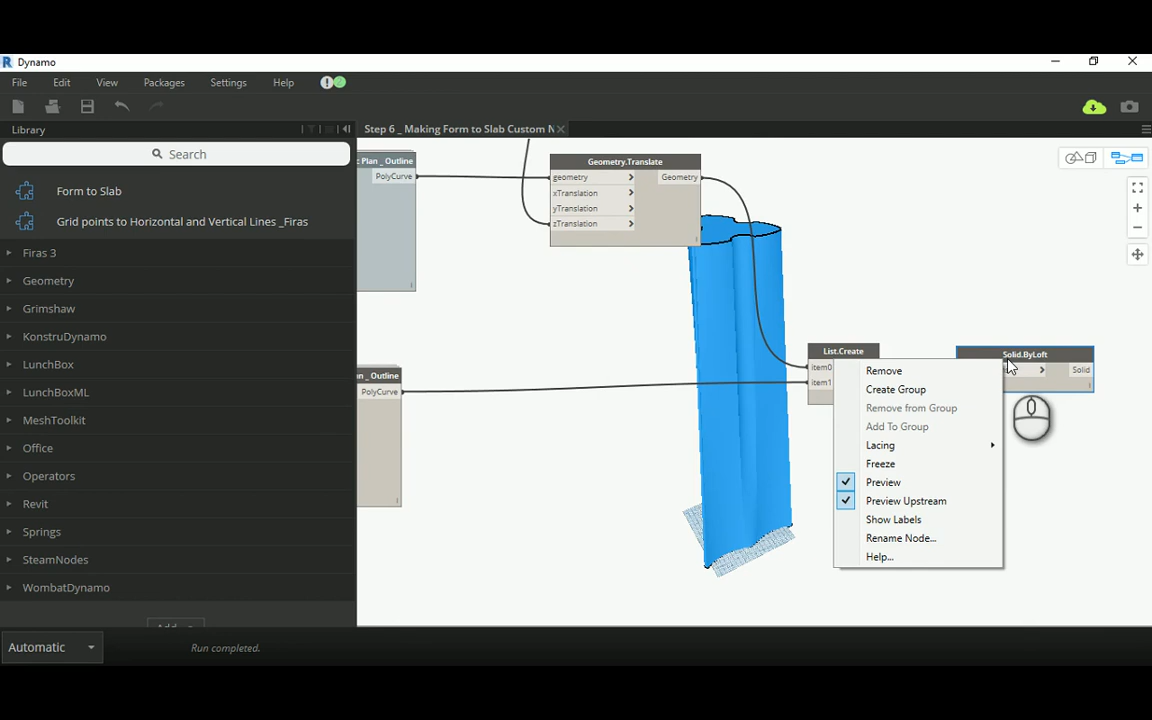 Dynamo
File Edit View Packages Settings Help
Library
Step 6 _ Making Form to Slab Custom N
Search
Form to Slab
Grid points to Horizontal and Vertical Lines _Firas
Firas 3
Geometry
Grimshaw
KonstruDynamo
LunchBox
LunchBoxML
MeshToolkit
Office
Operators
Revit
Springs
SteamNodes
WombatDynamo
Automatic
Run completed.
Plan _ Outline
PolyCurve
Geometry.Translate
geometry > Geometry
xTranslation >
yTranslation >
zTranslation >
_ Outline
PolyCurve
List.Create
item0
item1
Solid.ByLoft
> Solid
Remove
Create Group
Remove from Group
Add To Group
Lacing
Freeze
Preview
Preview Upstream
Show Labels
Rename Node...
Help...